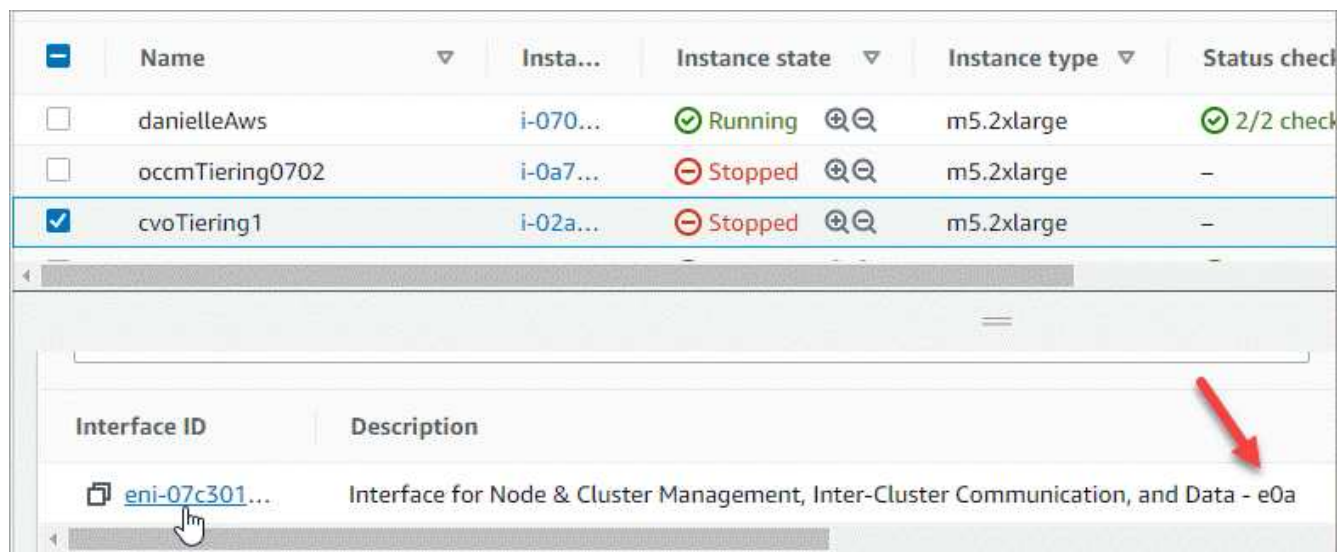 Name Insta... Instance state Instance type Status check
danielleAws i-070... Running m5.2xlarge 2/2 check
occmTiering0702 i-0a7... Stopped m5.2xlarge –
cvoTiering1 i-02a... Stopped m5.2xlarge –
Interface ID Description
eni-07c301... Interface for Node & Cluster Management, Inter-Cluster Communication, and Data - e0a